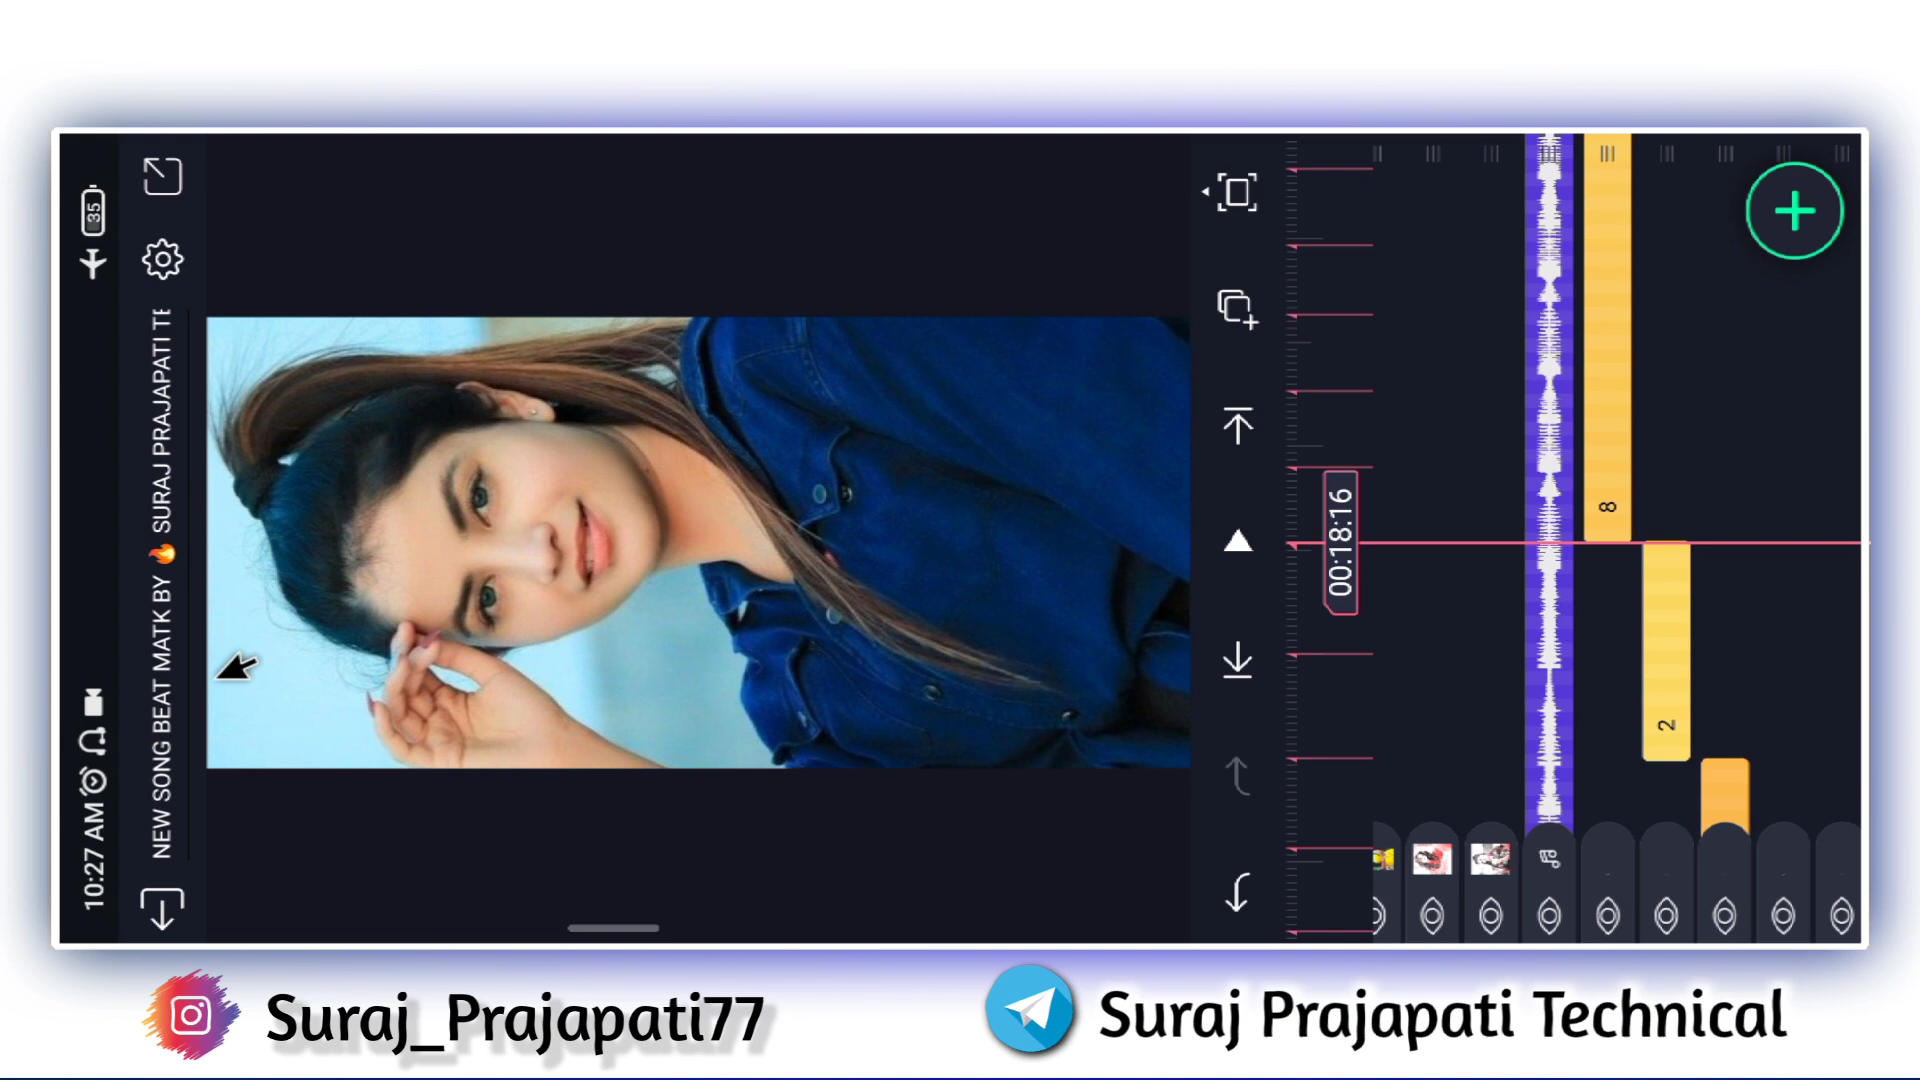 10:27 AM
35
NEW SONG BEAT MATK BY 🔥 SURAJ PRAJAPATI TE
00:18:16
8
2
Suraj_Prajapati77
Suraj Prajapati Technical